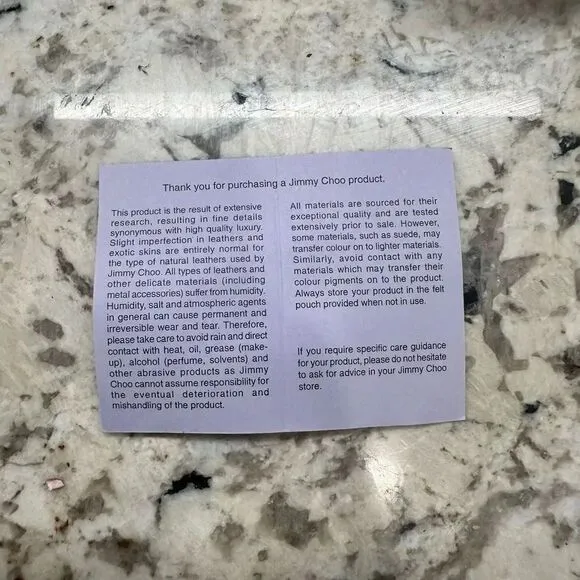 Thank you for purchasing a Jimmy Choo product.
This product is the result of extensive
research, resulting in fine details
synonymous with high quality luxury.
Slight imperfection in leathers and
exotic skins are entirely normal for
the type of natural leathers used by
Jimmy Choo. All types of leathers and
other delicate materials (including
metal accessories) suffer from humidity.
Humidity, salt and atmospheric agents
in general can cause permanent and
irreversible wear and tear. Therefore,
please take care to avoid rain and direct
contact with heat, oil, grease (make-
up), alcohol (perfume, solvents) and
other abrasive products as Jimmy
Choo cannot assume responsibility for
the eventual deterioration and
mishandling of the product.
All materials are sourced for their
exceptional quality and are tested
extensively prior to sale. However,
some materials, such as suede, may
transfer colour on to lighter materials.
Similarly, avoid contact with any
materials which may transfer their
colour pigments on to the product.
Always store your product in the felt
pouch provided when not in use.
If you require specific care guidance
for your product, please do not hesitate
to ask for advice in your Jimmy Choo
store.